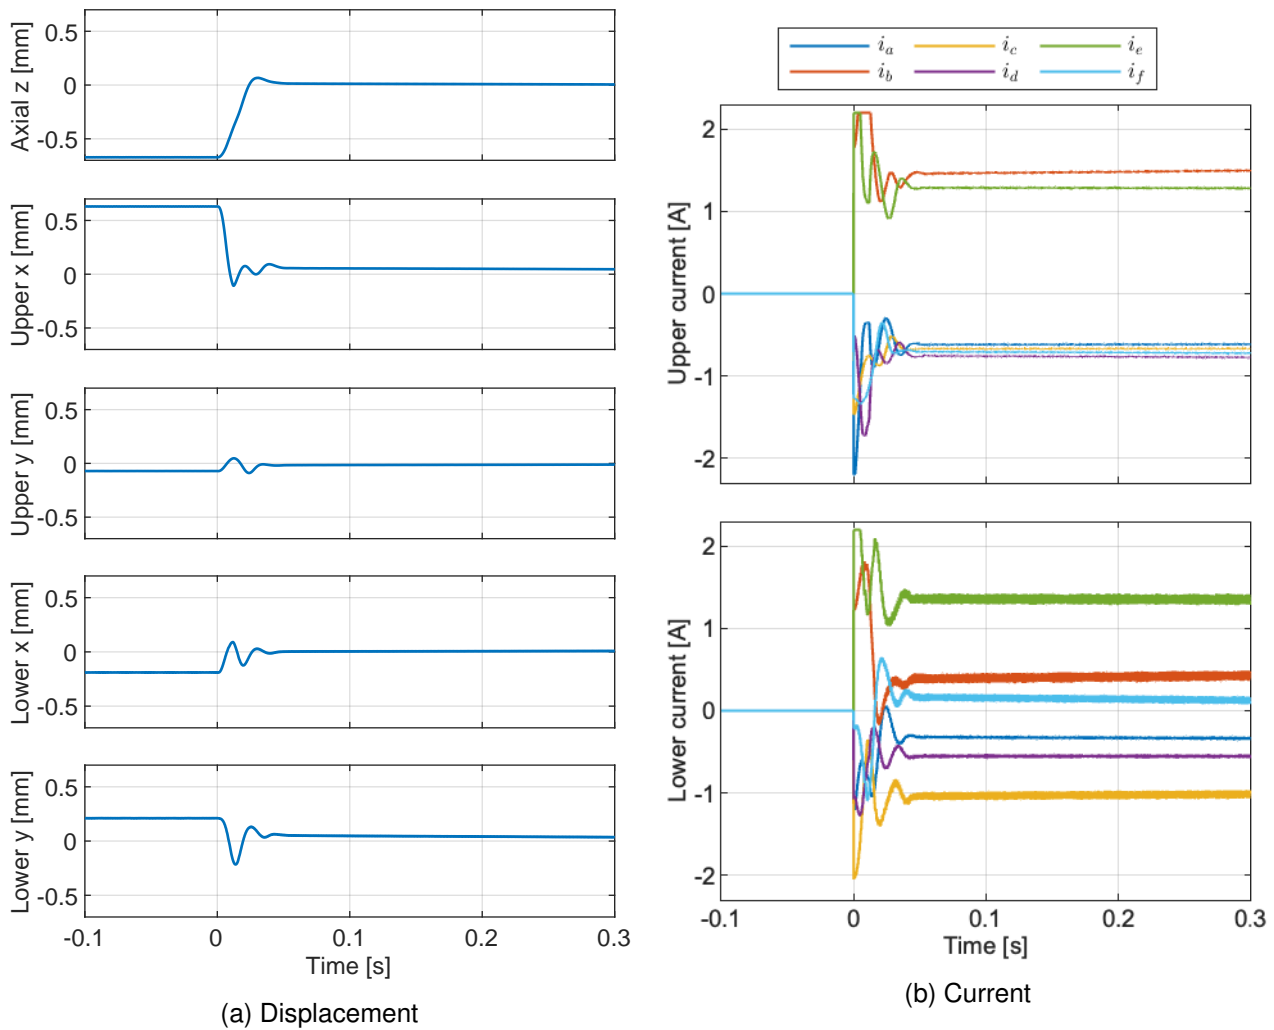 0.5
0
-0.5
Axial z [mm]
0.5
0
-0.5
Upper x [mm]
0.5
0
-0.5
Upper y [mm]
0.5
0
-0.5
Lower x [mm]
0.5
0
-0.5
Lower y [mm]
-0.1 0 0.1 0.2 0.3
Time [s]
(a) Displacement
i_a i_c i_e
i_b i_d i_f
2
1
0
-1
-2
Upper current [A]
2
1
0
-1
-2
Lower current [A]
-0.1 0 0.1 0.2 0.3
Time [s]
(b) Current